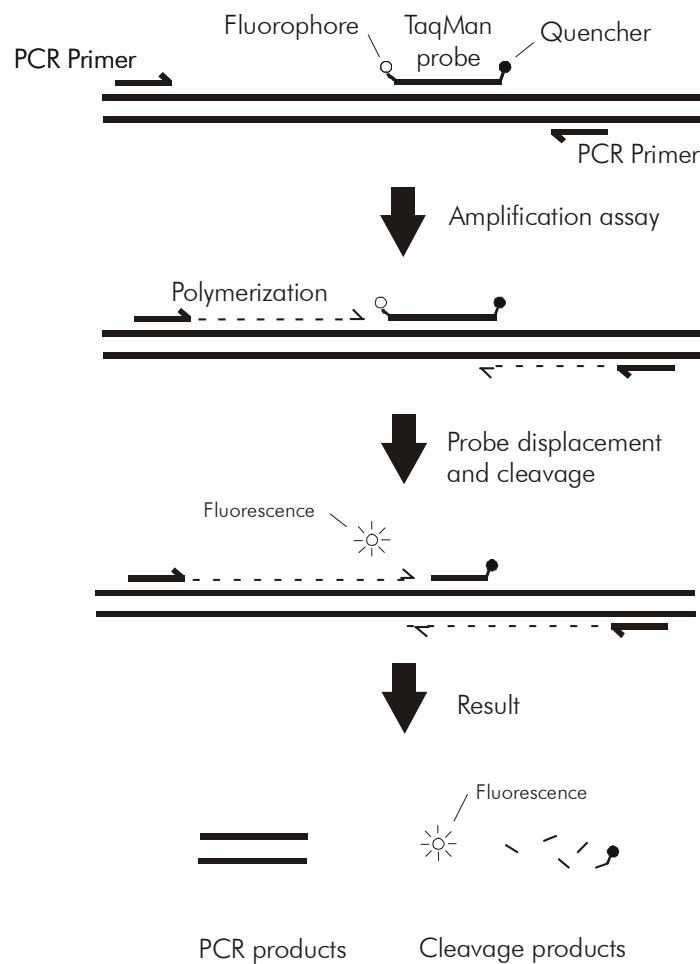 Fluorophore
TaqMan
probe
Quencher
PCR Primer
PCR Primer
Amplification assay
Polymerization
Probe displacement
and cleavage
Fluorescence
Result
Fluorescence
PCR products
Cleavage products